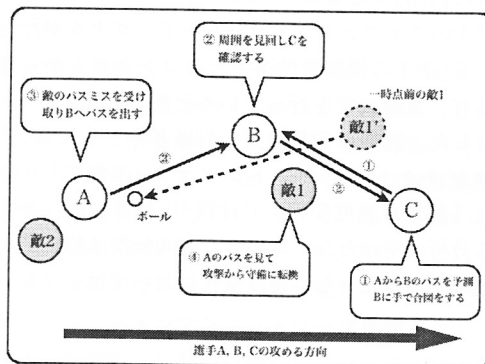 ② 周囲を見回しCを
確認する
③ 敵のパスミスを受け
取りBへパスを出す
一時点前の敵1
敵1'
B
③
①
A
ボール
敵1
②
C
敵2
④ Aのパスを見て
攻撃から守備に転換
① AからBのパスを予測
Bに手で合図をする
選手A, B, Cの攻める方向